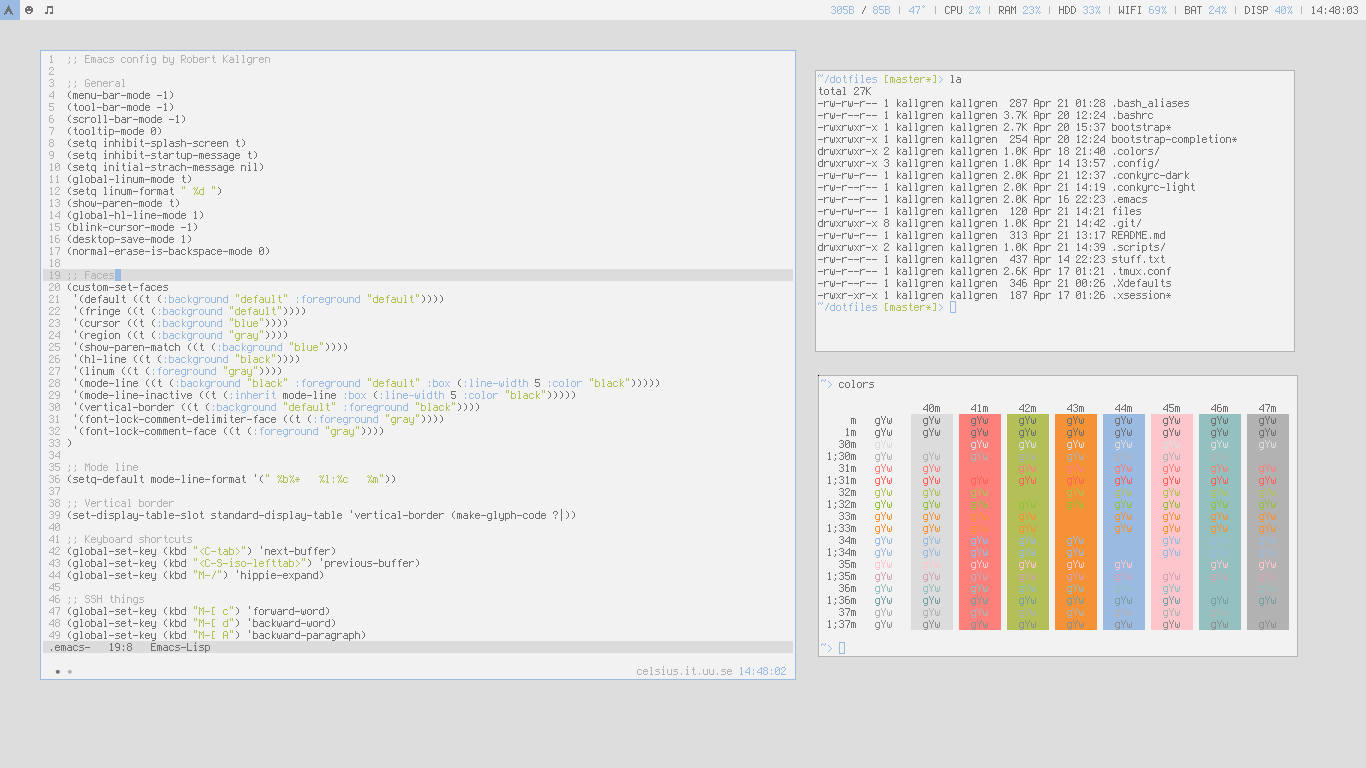 305B / 85B | 47° | CPU 2% | RAM 23% | HDD 33% | WIFI 69% | BAT 24% | DISP 40% | 14:48:03
1 ;; Emacs config by Robert Kallgren
2
3 ;; General
4 (menu-bar-mode -1)
5 (tool-bar-mode -1)
6 (scroll-bar-mode -1)
7 (tooltip-mode 0)
8 (setq inhibit-splash-screen t)
9 (setq inhibit-startup-message t)
10 (setq initial-strach-message nil)
11 (global-linum-mode t)
12 (setq linum-format " %d ")
13 (show-paren-mode t)
14 (global-hl-line-mode 1)
15 (blink-cursor-mode -1)
16 (desktop-save-mode 1)
17 (normal-erase-is-backspace-mode 0)
18
19 ;; Faces
20 (custom-set-faces
21 '(default ((t (:background "default" :foreground "default"))))
22 '(fringe ((t (:background "default"))))
23 '(cursor ((t (:background "blue"))))
24 '(region ((t (:background "gray"))))
25 '(show-paren-match ((t (:background "blue"))))
26 '(hl-line ((t (:background "black"))))
27 '(linum ((t (:foreground "gray"))))
28 '(mode-line ((t (:background "black" :foreground "default" :box (:line-width 5 :color "black")))))
29 '(mode-line-inactive ((t (:inherit mode-line :box (:line-width 5 :color "black")))))
30 '(vertical-border ((t (:background "default" :foreground "black"))))
31 '(font-lock-comment-delimiter-face ((t (:foreground "gray"))))
32 '(font-lock-comment-face ((t (:foreground "gray"))))
33 )
34
35 ;; Mode line
36 (setq-default mode-line-format '(" %b%*   %l:%c   %m"))
37
38 ;; Vertical border
39 (set-display-table-slot standard-display-table 'vertical-border (make-glyph-code ?|))
40
41 ;; Keyboard shortcuts
42 (global-set-key (kbd "<C-tab>") 'next-buffer)
43 (global-set-key (kbd "<C-S-iso-lefttab>") 'previous-buffer)
44 (global-set-key (kbd "M-/") 'hippie-expand)
45
46 ;; SSH things
47 (global-set-key (kbd "M-[ c") 'forward-word)
48 (global-set-key (kbd "M-[ d") 'backward-word)
49 (global-set-key (kbd "M-[ A") 'backward-paragraph)
.emacs-   19:8   Emacs-Lisp
celsius.it.uu.se 14:48:02
~/dotfiles [master*]> la
total 27K
-rw-rw-r-- 1 kallgren kallgren  287 Apr 21 01:28 .bash_aliases
-rw-rw-r-- 1 kallgren kallgren 3.7K Apr 20 12:24 .bashrc
-rwxrwxr-x 1 kallgren kallgren 2.7K Apr 20 15:37 bootstrap*
-rwxrwxr-x 1 kallgren kallgren  254 Apr 20 12:24 bootstrap-completion*
drwxrwxr-x 2 kallgren kallgren 1.0K Apr 18 21:40 .colors/
drwxrwxr-x 3 kallgren kallgren 1.0K Apr 14 13:57 .config/
-rw-rw-r-- 1 kallgren kallgren 2.0K Apr 21 12:37 .conkyrc-dark
-rw-rw-r-- 1 kallgren kallgren 2.0K Apr 21 14:19 .conkyrc-light
-rw-rw-r-- 1 kallgren kallgren 2.0K Apr 16 22:23 .emacs
-rw-rw-r-- 1 kallgren kallgren  120 Apr 21 14:21 files
drwxrwxr-x 8 kallgren kallgren 1.0K Apr 21 14:42 .git/
-rw-rw-r-- 1 kallgren kallgren  313 Apr 21 13:17 README.md
drwxrwxr-x 2 kallgren kallgren 1.0K Apr 21 14:39 .scripts/
-rw-rw-r-- 1 kallgren kallgren  437 Apr 14 22:23 stuff.txt
-rw-rw-r-- 1 kallgren kallgren 2.6K Apr 17 01:21 .tmux.conf
-rw-rw-r-- 1 kallgren kallgren  346 Apr 21 00:26 .Xdefaults
-rwxr-xr-x 1 kallgren kallgren  187 Apr 17 01:26 .xsession*
~/dotfiles [master*]>
~> colors
40m 41m 42m 43m 44m 45m 46m 47m
m gYw gYw gYw gYw gYw gYw gYw gYw gYw
1m gYw gYw gYw gYw gYw gYw gYw gYw gYw
30m gYw gYw gYw gYw gYw gYw gYw gYw
1;30m gYw gYw gYw gYw gYw gYw gYw gYw
31m gYw gYw gYw gYw gYw gYw gYw gYw
1;31m gYw gYw gYw gYw gYw gYw gYw gYw gYw
32m gYw gYw gYw gYw gYw gYw gYw
1;32m gYw gYw gYw gYw gYw gYw gYw
33m gYw gYw gYw gYw gYw gYw gYw gYw
1;33m gYw gYw gYw gYw gYw gYw gYw gYw
34m gYw gYw gYw gYw gYw gYw gYw
1;34m gYw gYw gYw gYw gYw gYw gYw
35m gYw gYw gYw gYw gYw gYw gYw gYw
1;35m gYw gYw gYw gYw gYw gYw
36m gYw gYw gYw gYw gYw gYw
1;36m gYw gYw gYw gYw gYw gYw gYw gYw gYw
37m gYw gYw gYw gYw gYw gYw gYw gYw
1;37m gYw gYw gYw gYw gYw gYw gYw gYw gYw
~>